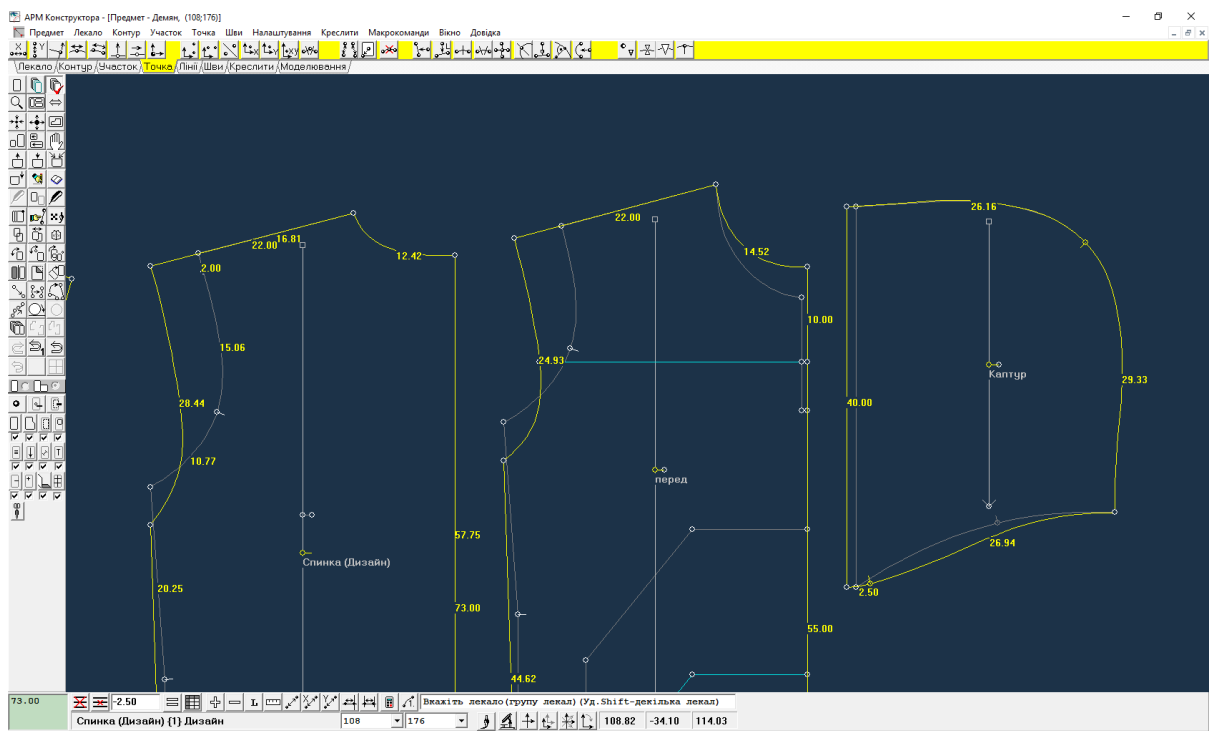 АРМ Конструктора - [Предмет - Демян, (108;176)]
Предмет Лекало Контур Участок Точка Шви Налаштування Креслити Макрокоманди Вікно Довідка
Лекало Контур Участок Точка Лінії Шви Креслити Моделювання
22.00
16.81
2.00
12.42
15.06
28.44
10.77
20.25
57.75
73.00
Спинка (Дизайн)
22.00
14.52
10.00
24.93
перед
55.00
44.62
26.16
Каптур
29.33
40.00
26.94
2.50
73.00
-2.50
Вкажіть лекало(групу лекал) (Уд.Shift-декілька лекал)
Спинка (Дизайн) {1} Дизайн
108
176
108.82 -34.10 114.03